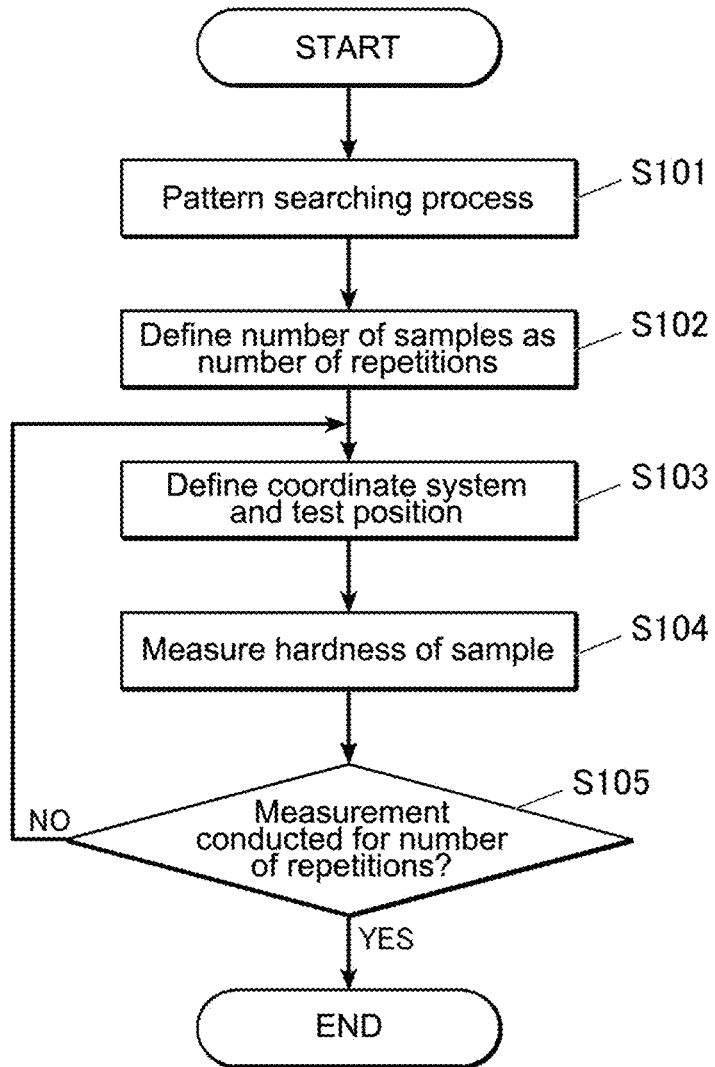 START
Pattern searching process
S101
Define number of samples as
number of repetitions
S102
Define coordinate system
and test position
S103
Measure hardness of sample
S104
Measurement
conducted for number
of repetitions?
S105
NO
YES
END